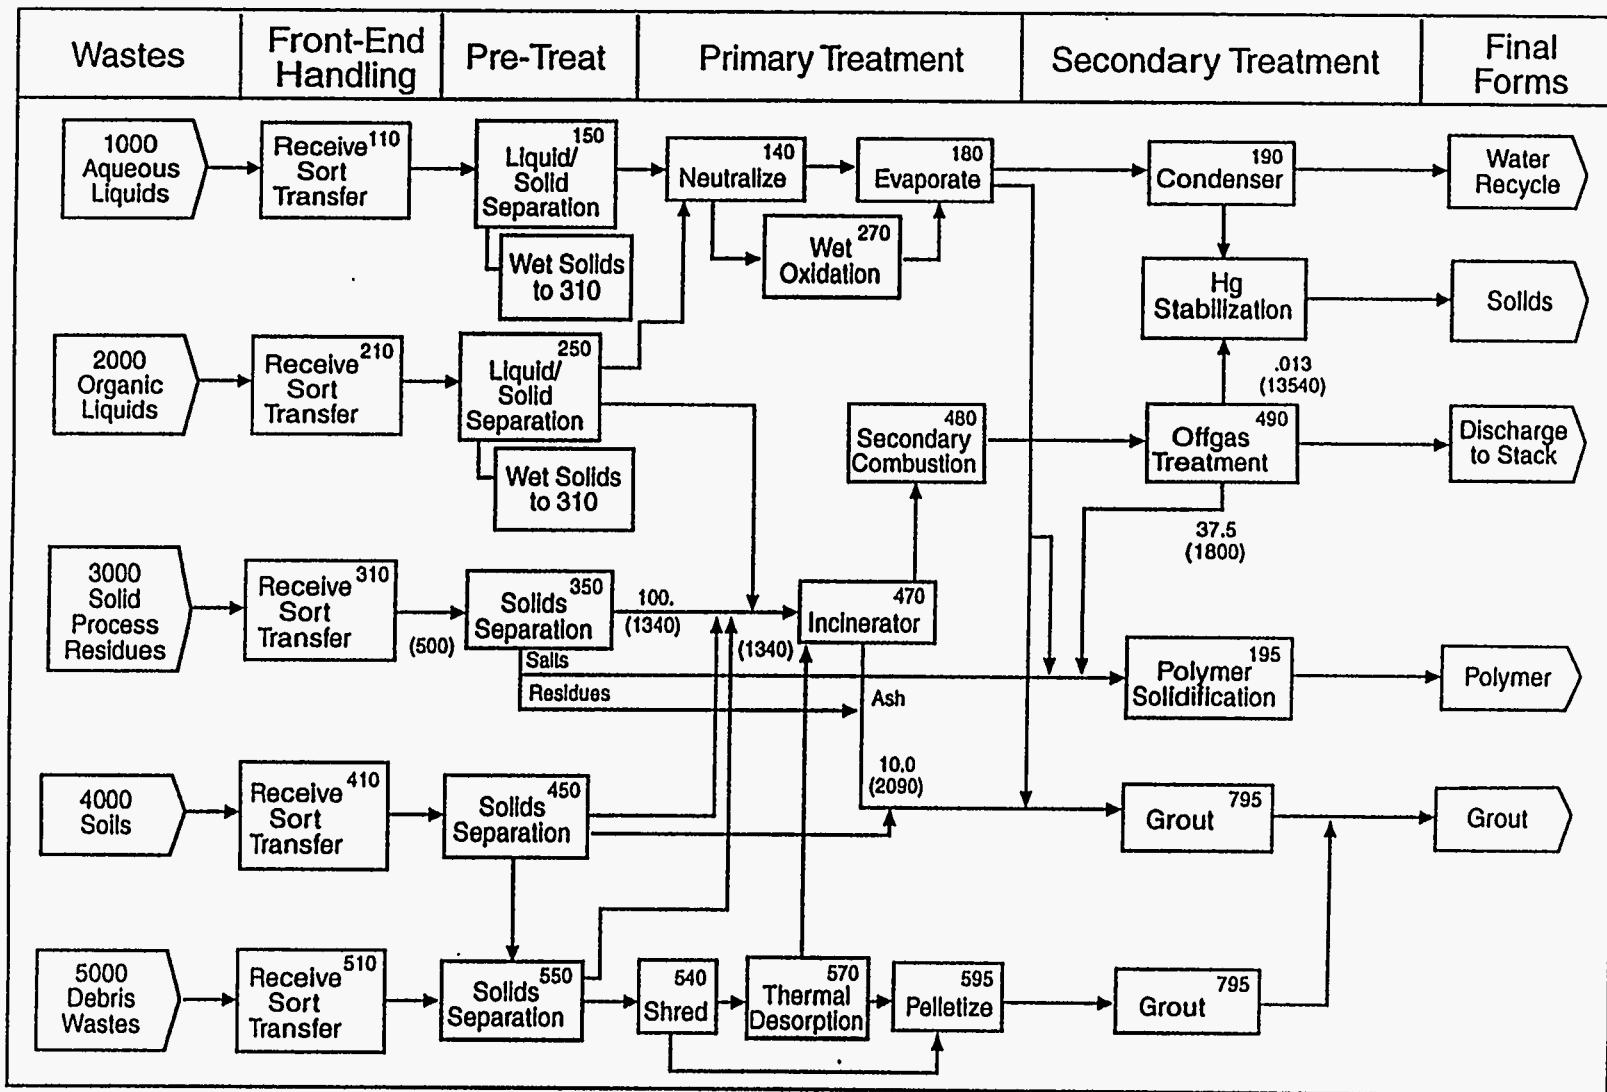 Wastes
Front-End
Handling
Pre-Treat
Primary Treatment
Secondary Treatment
Final
Forms
1000
Aqueous
Liquids
Receive 110
Sort
Transfer
150
Liquid/
Solid
Separation
Wet Solids
to 310
140
Neutralize
180
Evaporate
270
Wet
Oxidation
190
Condenser
Water
Recycle
Hg
Stabilization
Solids
2000
Organic
Liquids
Receive 210
Sort
Transfer
250
Liquid/
Solid
Separation
Wet Solids
to 310
480
Secondary
Combustion
.013
(13540)
490
Offgas
Treatment
Discharge
to Stack
37.5
(1800)
3000
Solid
Process
Residues
310
Receive
Sort
Transfer
(500)
350
Solids
Separation
100.
(1340)
(1340)
470
Incinerator
Salts
Residues
Ash
195
Polymer
Solidification
Polymer
4000
Soils
410
Receive
Sort
Transfer
450
Solids
Separation
10.0
(2090)
795
Grout
Grout
5000
Debris
Wastes
510
Receive
Sort
Transfer
550
Solids
Separation
540
Shred
570
Thermal
Desorption
595
Pelletize
795
Grout